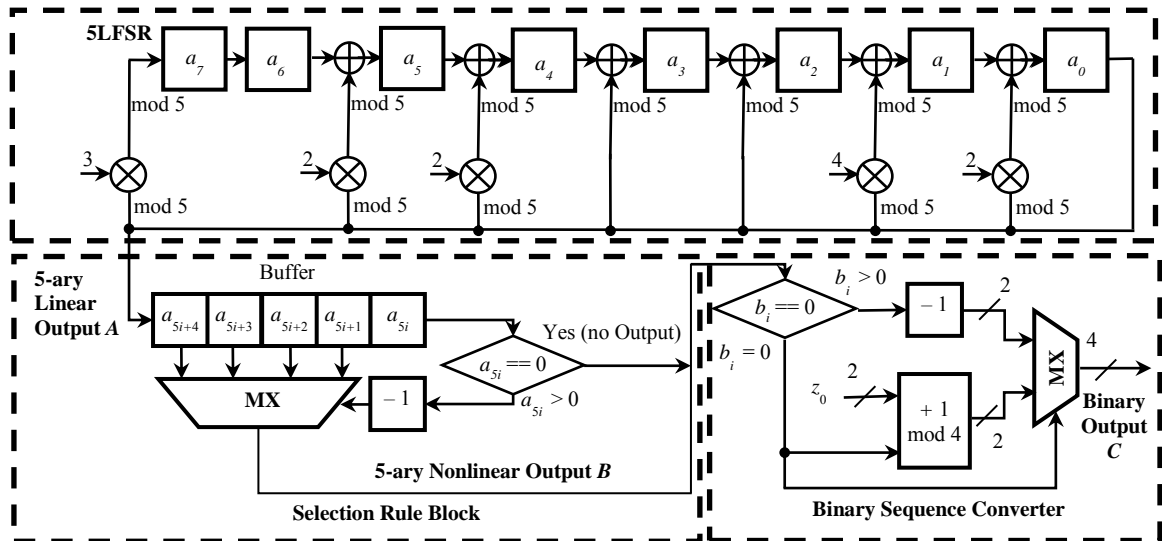 5LFSR
a7 a6 a5 a4 a3 a2 a1 a0
mod 5 mod 5 mod 5 mod 5 mod 5 mod 5 mod 5
3 2 2 4 2
mod 5 mod 5 mod 5 mod 5 mod 5
5-ary
Linear
Output A
Buffer
a5i+4 a5i+3 a5i+2 a5i+1 a5i
Yes (no Output)
a5i == 0
a5i > 0
MX
– 1
5-ary Nonlinear Output B
Selection Rule Block
bi == 0
bi > 0
bi = 0
– 1
2
z0
2
+ 1
mod 4
2
MX
4
Binary
Output
C
Binary Sequence Converter